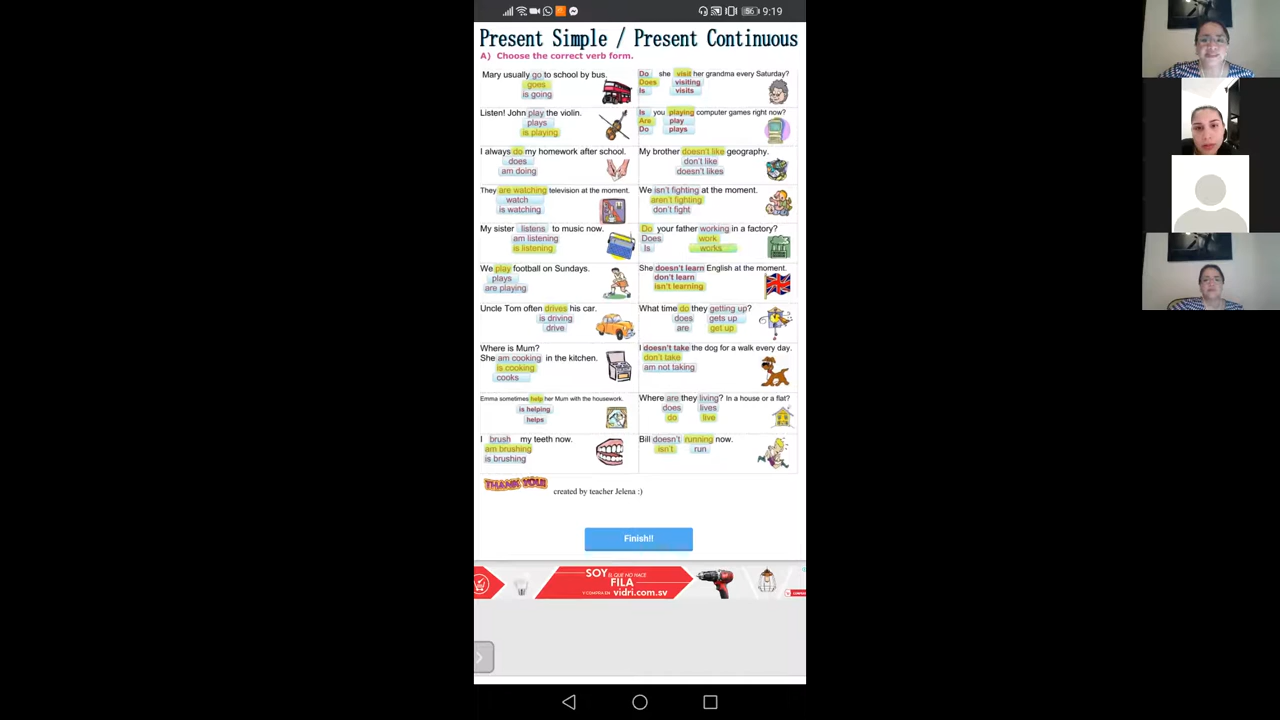 56 9:19
Present Simple / Present Continuous
A) Choose the correct verb form.
Mary usually go to school by bus.
goes
is going
Do she visit her grandma every Saturday?
Does visiting
Is visits
Listen! John play the violin.
plays
is playing
Is you playing computer games right now?
Are play
Do plays
I always do my homework after school.
does
am doing
My brother doesn't like geography.
don't like
doesn't likes
They are watching television at the moment.
watch
is watching
We isn't fighting at the moment.
aren't fighting
don't fight
My sister listens to music now.
am listening
is listening
Do your father working in a factory?
Does work
Is works
We play football on Sundays.
plays
are playing
She doesn't learn English at the moment.
don't learn
isn't learning
Uncle Tom often drives his car.
is driving
drive
What time do they getting up?
does gets up
are get up
Where is Mum?
She am cooking in the kitchen.
is cooking
cooks
I doesn't take the dog for a walk every day.
don't take
am not taking
Emma sometimes help her Mum with the housework.
is helping
helps
Where are they living? In a house or a flat?
does lives
do live
I brush my teeth now.
am brushing
is brushing
Bill doesn't running now.
isn't run
THANK YOU!
created by teacher Jelena :)
Finish!!
SOY EL QUE NO HACE
FILA
Y COMPRA EN vidri.com.sv